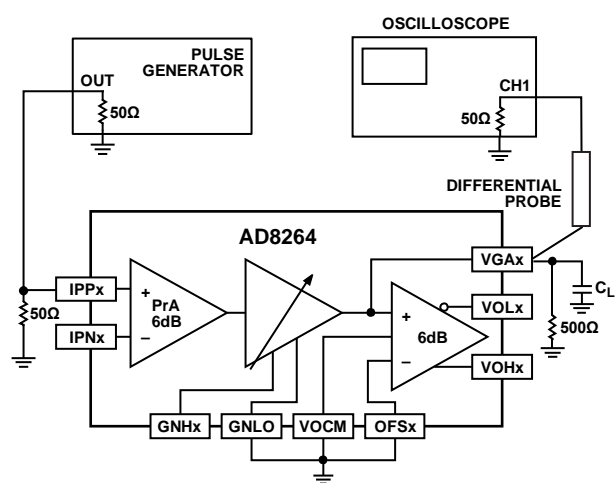 OSCILLOSCOPE
PULSE
GENERATOR
OUT
50Ω
CH1
50Ω
DIFFERENTIAL
PROBE
AD8264
VGAx
IPPx
+
PrA
6dB
−
50Ω
IPNx
+
6dB
−
VOLx
VOHx
CL
500Ω
GNHx
GNLO
VOCM
OFSx